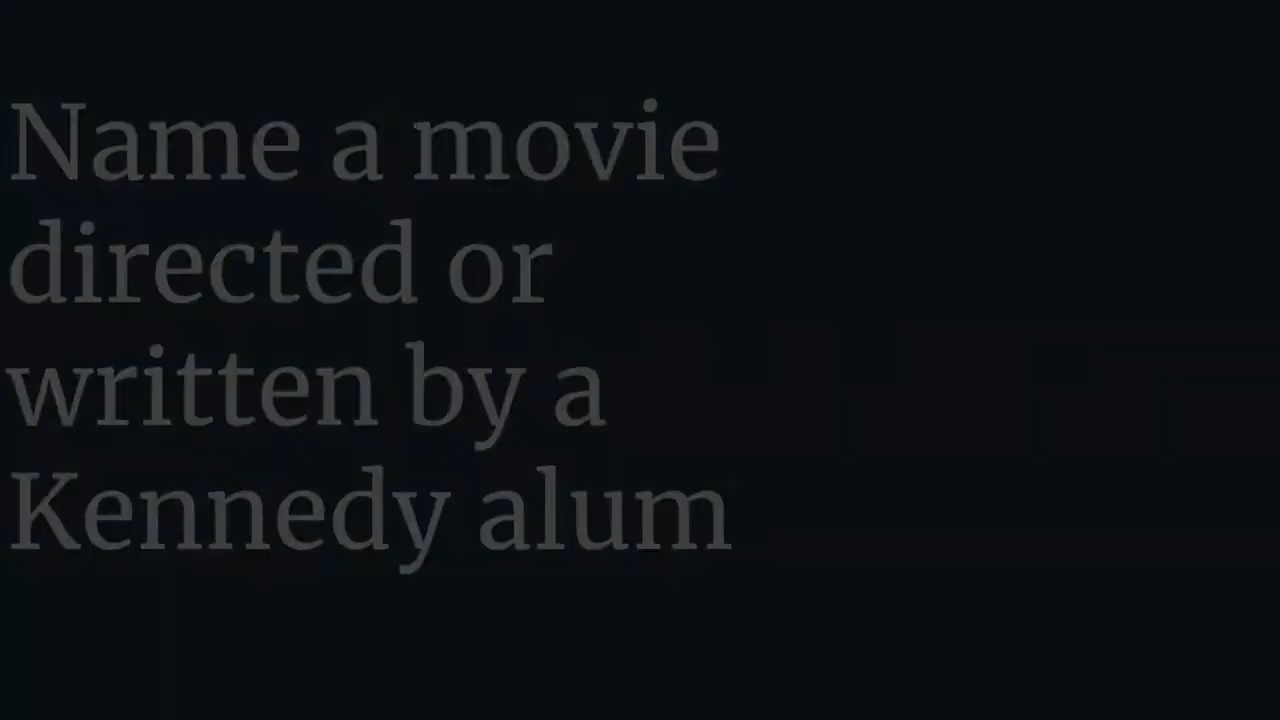 Name a movie
directed or
written by a
Kennedy alum